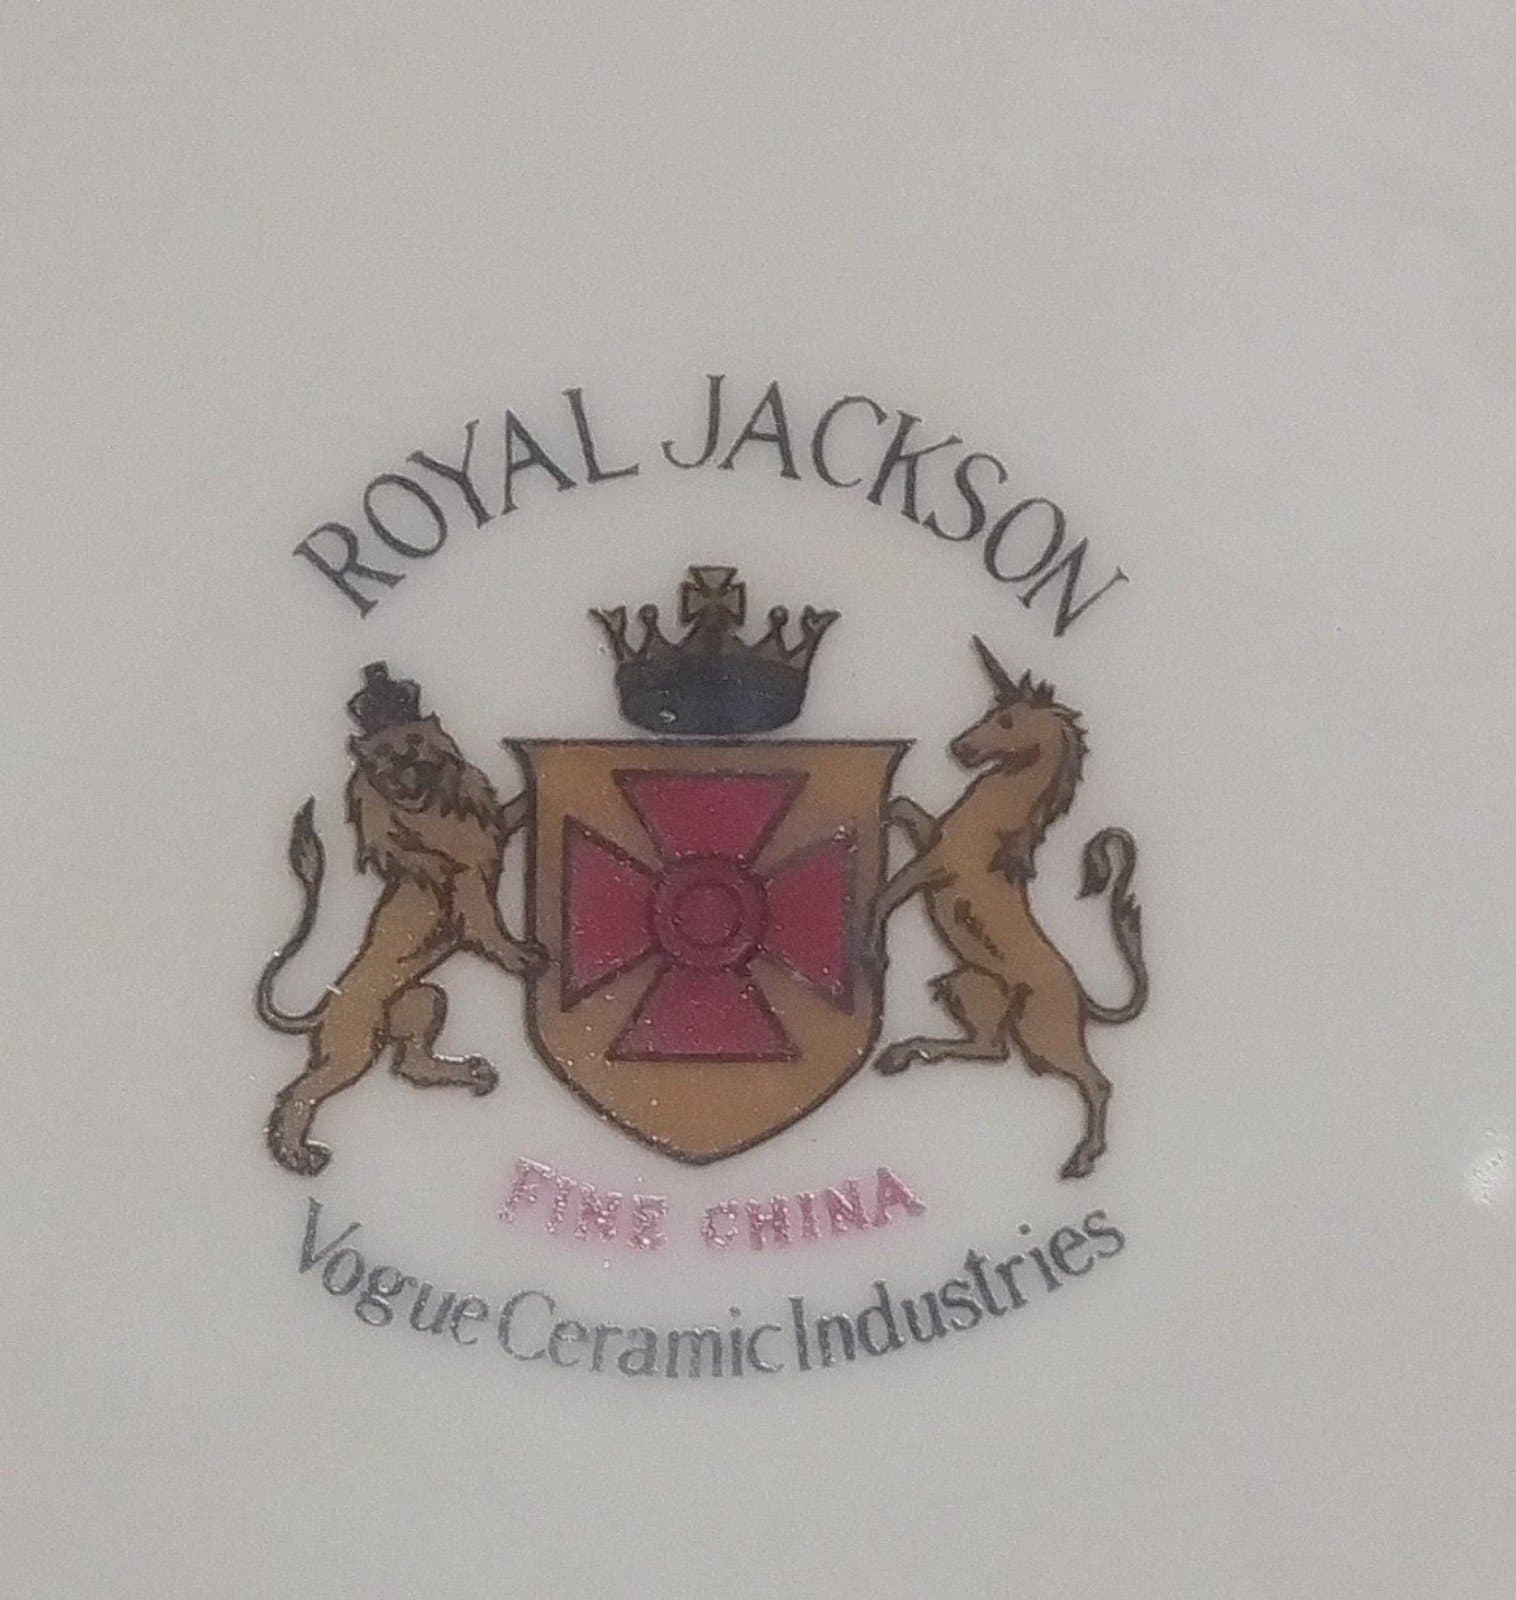 ROYAL JACKSON
FINE CHINA
Vogue Ceramic Industries